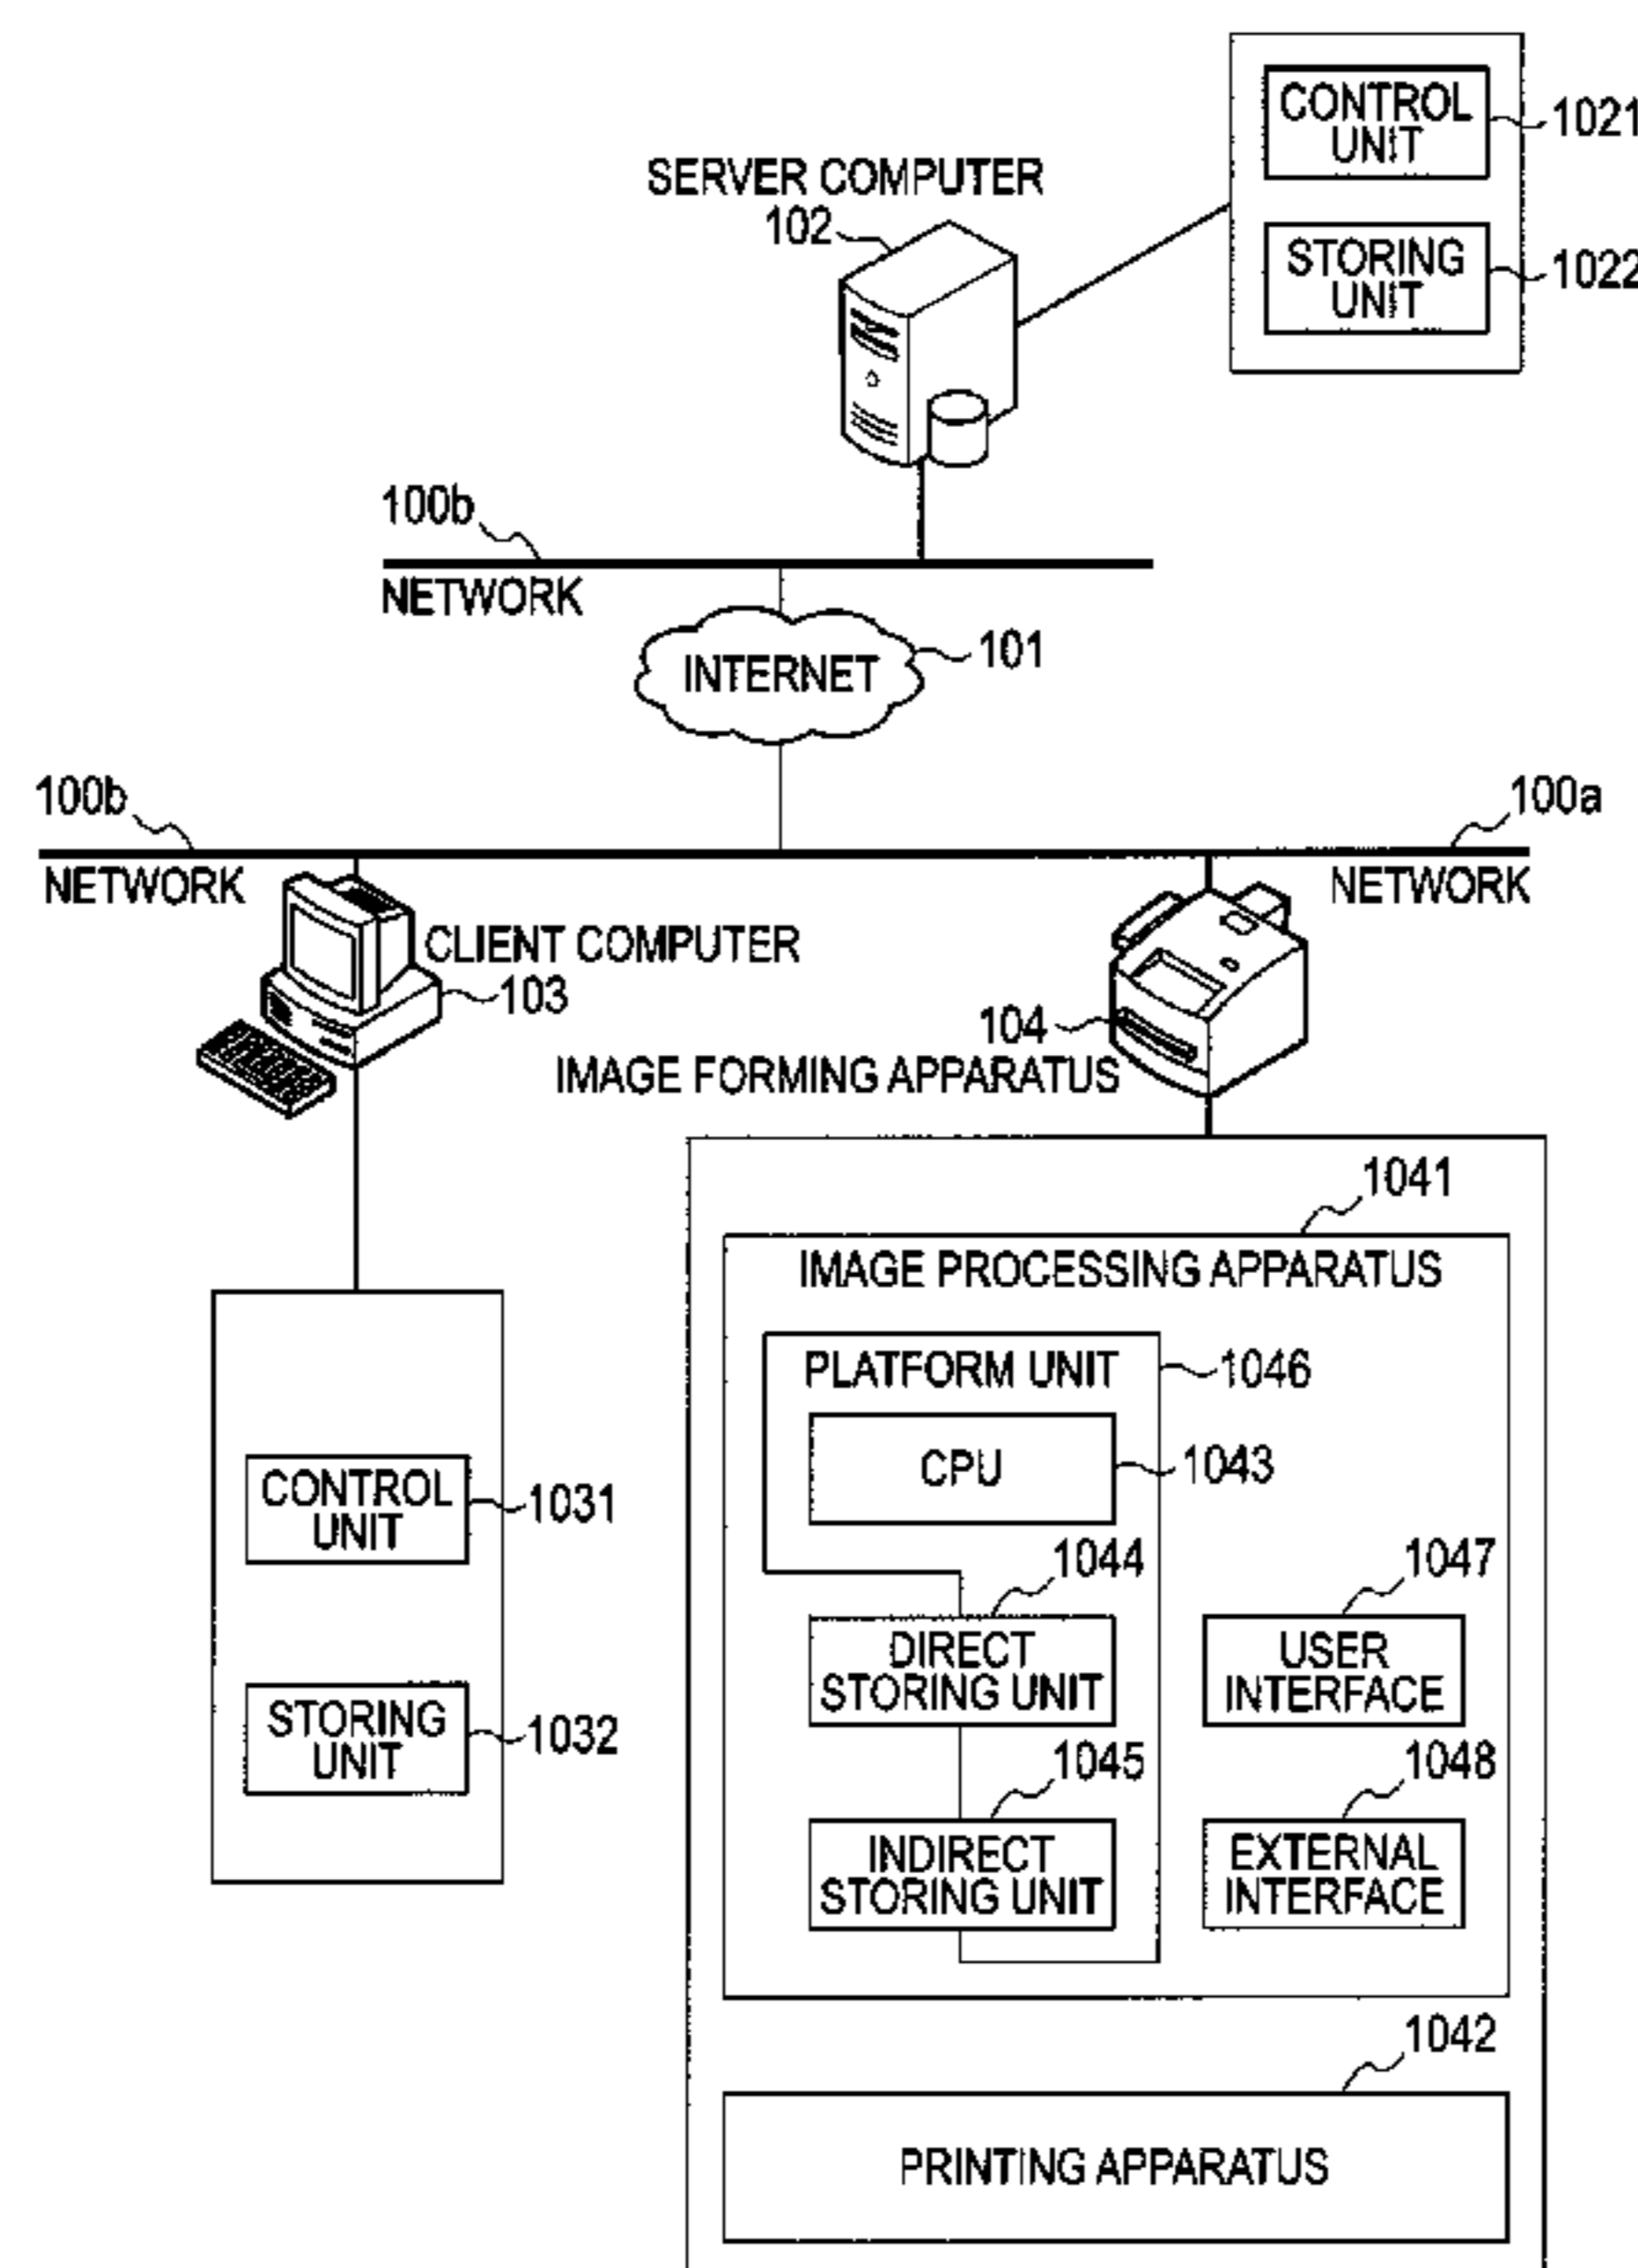 CONTROL
UNIT
1021
SERVER COMPUTER
102
STORING
UNIT
1022
100b
NETWORK
INTERNET
101
100b
100a
NETWORK
NETWORK
CLIENT COMPUTER
103
104
IMAGE FORMING APPARATUS
1041
IMAGE PROCESSING APPARATUS
PLATFORM UNIT
1046
CPU
1043
CONTROL
UNIT
1031
1044
1047
DIRECT
STORING UNIT
USER
INTERFACE
STORING
UNIT
1032
1045
1048
INDIRECT
STORING UNIT
EXTERNAL
INTERFACE
1042
PRINTING APPARATUS